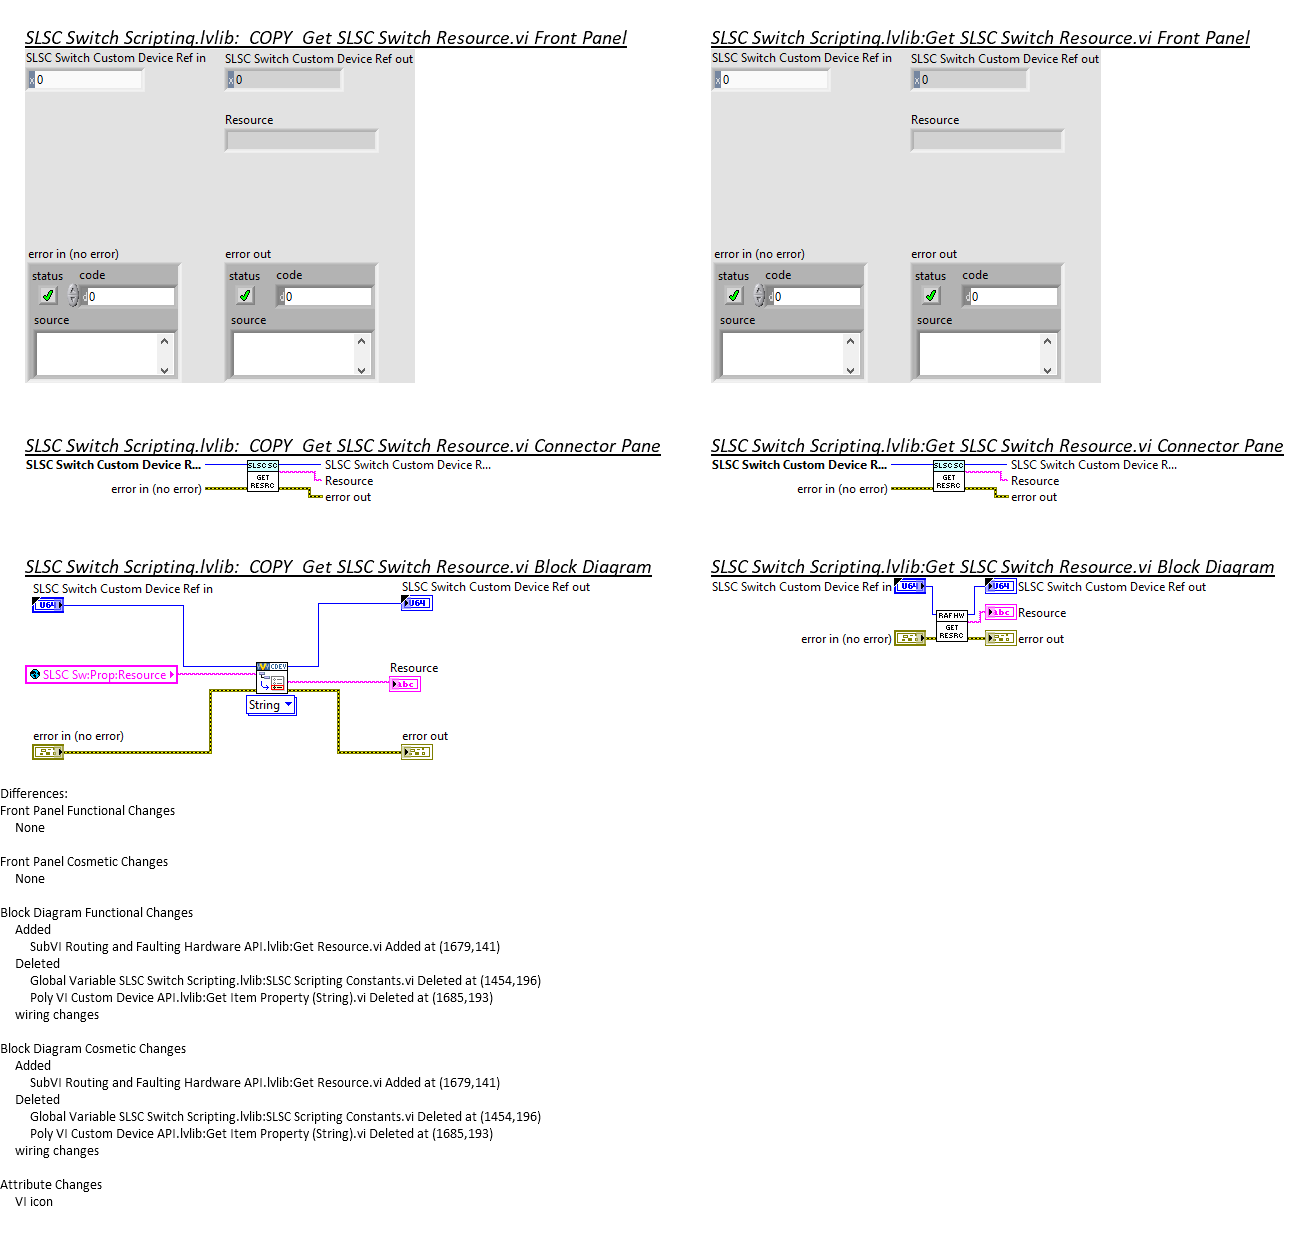 SLSC Switch Scripting.lvlib:_COPY_Get SLSC Switch Resource.vi Front Panel
SLSC Switch Custom Device Ref in
SLSC Switch Custom Device Ref out
x 0
x 0
Resource
error in (no error)
error out
status
code
status
code
d 0
d 0
source
source
SLSC Switch Scripting.lvlib:Get SLSC Switch Resource.vi Front Panel
SLSC Switch Custom Device Ref in
SLSC Switch Custom Device Ref out
x 0
x 0
Resource
error in (no error)
error out
status
code
status
code
d 0
d 0
source
source
SLSC Switch Scripting.lvlib:_COPY_Get SLSC Switch Resource.vi Connector Pane
SLSC Switch Custom Device R...
SLSC SC
SLSC Switch Custom Device R...
GET
RESRC
Resource
error in (no error)
error out
SLSC Switch Scripting.lvlib:Get SLSC Switch Resource.vi Connector Pane
SLSC Switch Custom Device R...
SLSC SC
SLSC Switch Custom Device R...
GET
RESRC
Resource
error in (no error)
error out
SLSC Switch Scripting.lvlib:_COPY_Get SLSC Switch Resource.vi Block Diagram
SLSC Switch Custom Device Ref in
SLSC Switch Custom Device Ref out
U64
U64
CDEV
SLSC Sw:Prop:Resource
Resource
abc
String
error in (no error)
error out
SLSC Switch Scripting.lvlib:Get SLSC Switch Resource.vi Block Diagram
SLSC Switch Custom Device Ref in
U64
U64
SLSC Switch Custom Device Ref out
RAF HW
abc
Resource
GET
RESRC
error in (no error)
error out
Differences:
Front Panel Functional Changes
None
Front Panel Cosmetic Changes
None
Block Diagram Functional Changes
Added
SubVI Routing and Faulting Hardware API.lvlib:Get Resource.vi Added at (1679,141)
Deleted
Global Variable SLSC Switch Scripting.lvlib:SLSC Scripting Constants.vi Deleted at (1454,196)
Poly VI Custom Device API.lvlib:Get Item Property (String).vi Deleted at (1685,193)
wiring changes
Block Diagram Cosmetic Changes
Added
SubVI Routing and Faulting Hardware API.lvlib:Get Resource.vi Added at (1679,141)
Deleted
Global Variable SLSC Switch Scripting.lvlib:SLSC Scripting Constants.vi Deleted at (1454,196)
Poly VI Custom Device API.lvlib:Get Item Property (String).vi Deleted at (1685,193)
wiring changes
Attribute Changes
VI icon